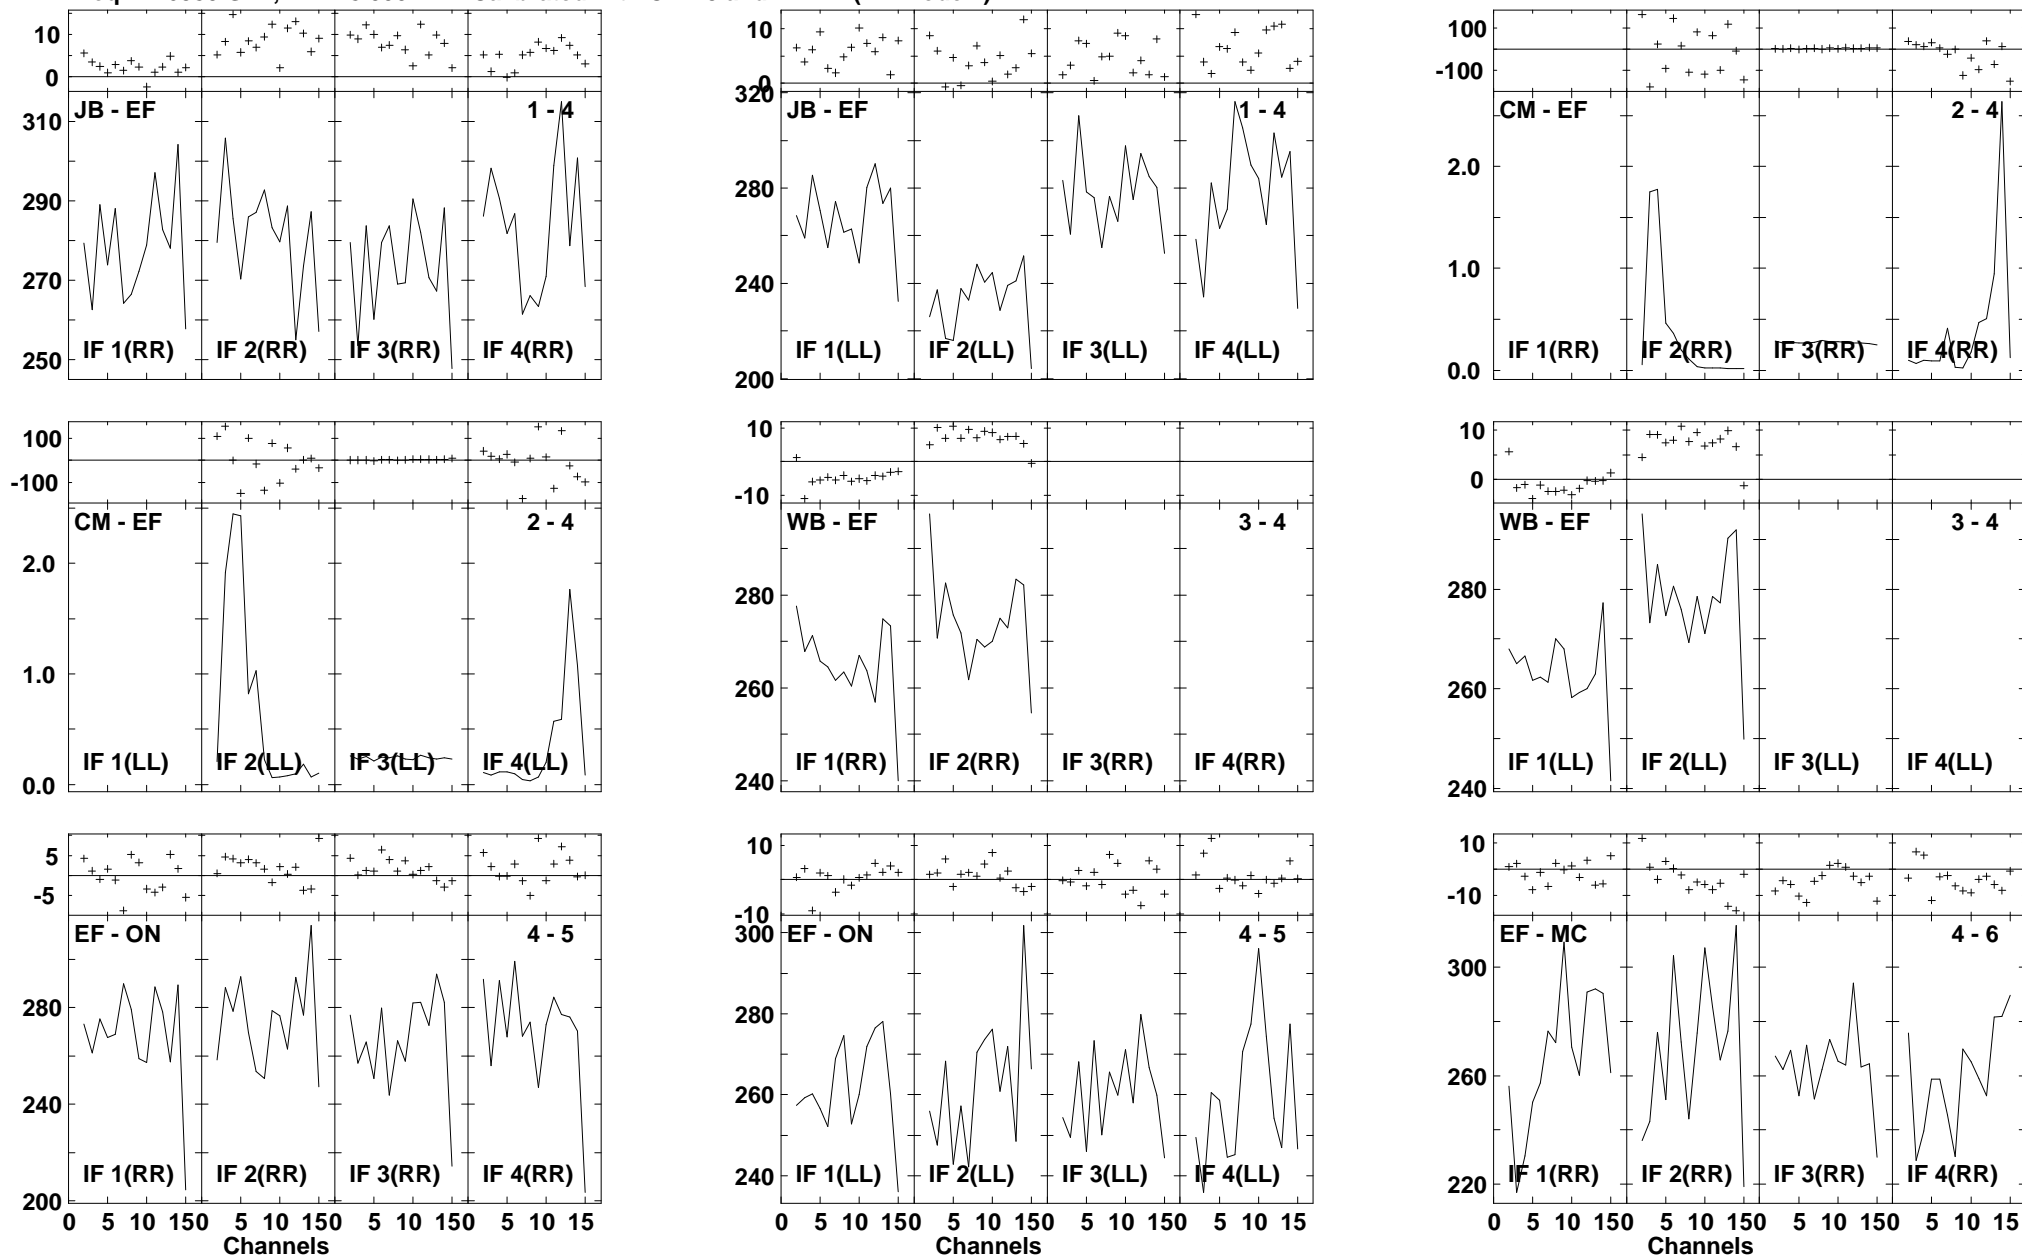 10
0
JB - EF
1 - 4
310
290
270
250
IF 1(RR)
IF 2(RR)
IF 3(RR)
IF 4(RR)
10
0
320
JB - EF
1 - 4
280
240
200
IF 1(LL)
IF 2(LL)
IF 3(LL)
IF 4(LL)
100
-100
CM - EF
2 - 4
2.0
1.0
0.0
IF 1(RR)
IF 2(RR)
IF 3(RR)
IF 4(RR)
100
-100
CM - EF
2 - 4
2.0
1.0
0.0
IF 1(LL)
IF 2(LL)
IF 3(LL)
IF 4(LL)
10
-10
WB - EF
3 - 4
280
260
240
IF 1(RR)
IF 2(RR)
IF 3(RR)
IF 4(RR)
10
0
WB - EF
3 - 4
280
260
240
IF 1(LL)
IF 2(LL)
IF 3(LL)
IF 4(LL)
5
-5
EF - ON
4 - 5
280
240
200
IF 1(RR)
IF 2(RR)
IF 3(RR)
IF 4(RR)
0 5 10 150 5 10 150 5 10 150 5 10 15
Channels
10
-10
300
EF - ON
4 - 5
280
260
240
IF 1(LL)
IF 2(LL)
IF 3(LL)
IF 4(LL)
0 5 10 150 5 10 150 5 10 150 5 10 15
Channels
10
-10
EF - MC
4 - 6
300
260
220
IF 1(RR)
IF 2(RR)
IF 3(RR)
IF 4(RR)
0 5 10 150 5 10 150 5 10 150 5 10 15
Channels